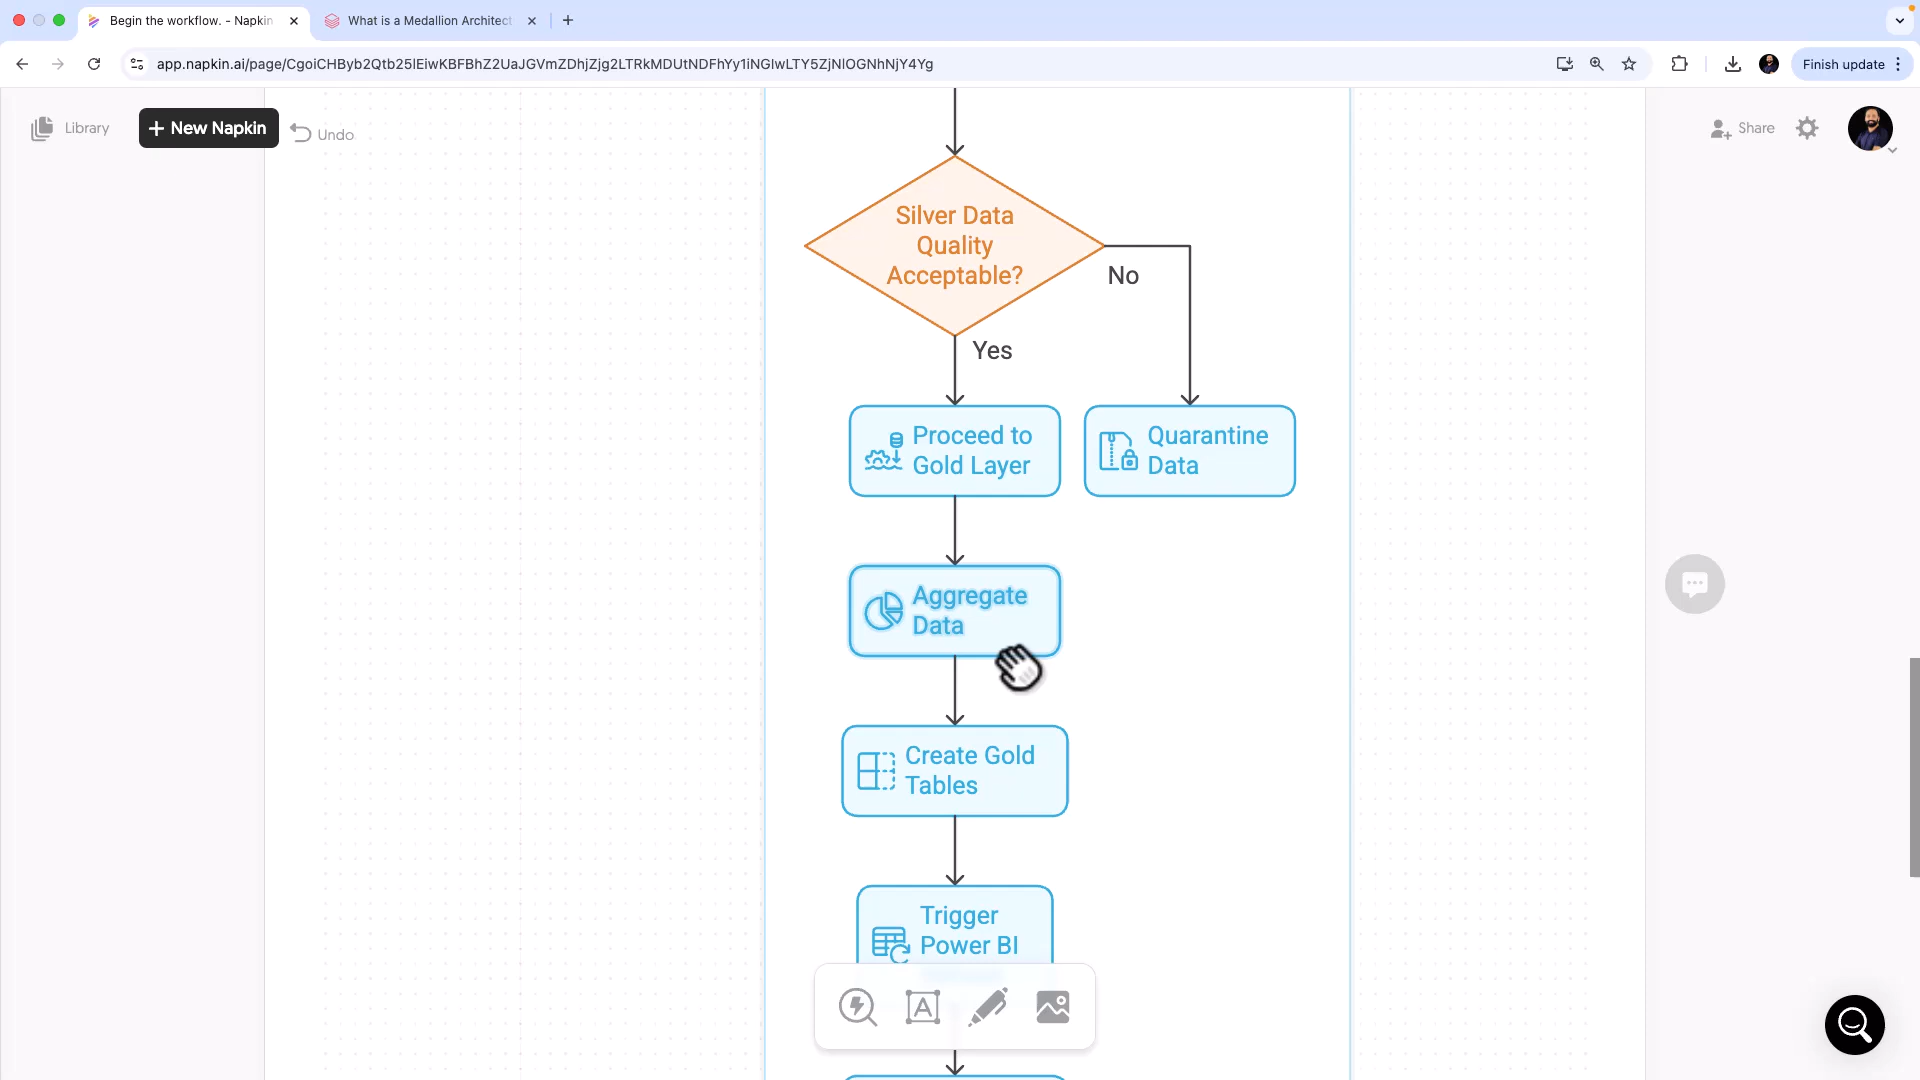 Begin the workflow. - Napkin
What is a Medallion Architect
app.napkin.ai/page/CgoiCHByb2Qtb25lEiwKBFBhZ2UaJGVmZDhjZjg2LTRkMDUtNDFhYy1iNGIwLTY5ZjNlOGNhNjY4Yg
Finish update
Library
New Napkin
Undo
Share
Silver Data
Quality
Acceptable?
No
Yes
Proceed to
Gold Layer
Quarantine
Data
Aggregate
Data
Create Gold
Tables
Trigger
Power BI
A